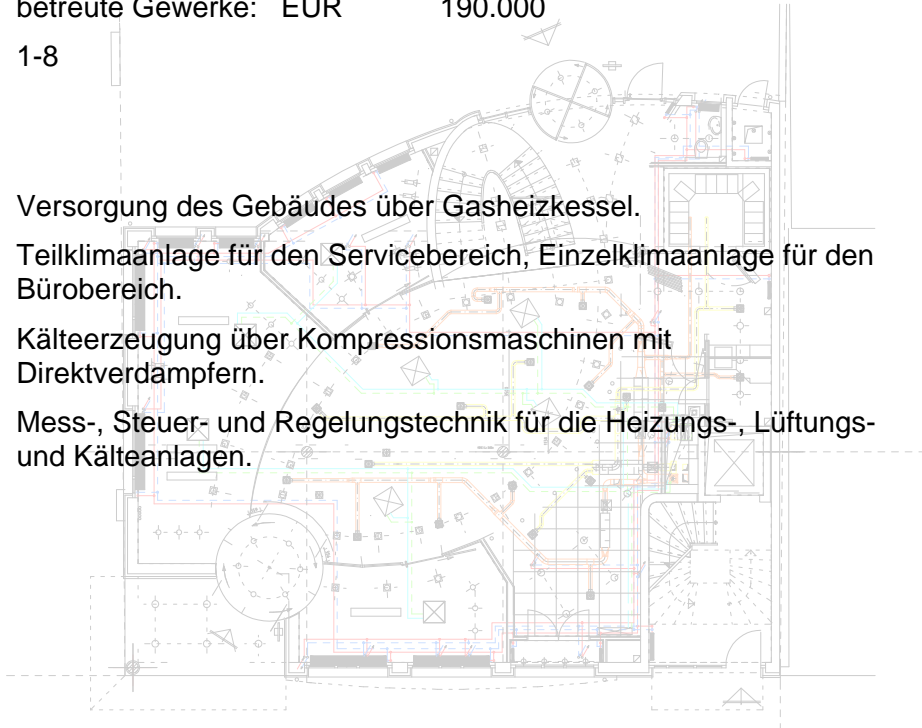 betreute Gewerke: EUR 190.000
1-8
Versorgung des Gebäudes über Gasheizkessel.
Teilklimaanlage für den Servicebereich, Einzelklimaanlage für den
Bürobereich.
Kälteerzeugung über Kompressionsmaschinen mit
Direktverdampfern.
Mess-, Steuer- und Regelungstechnik für die Heizungs-, Lüftungs-
und Kälteanlagen.